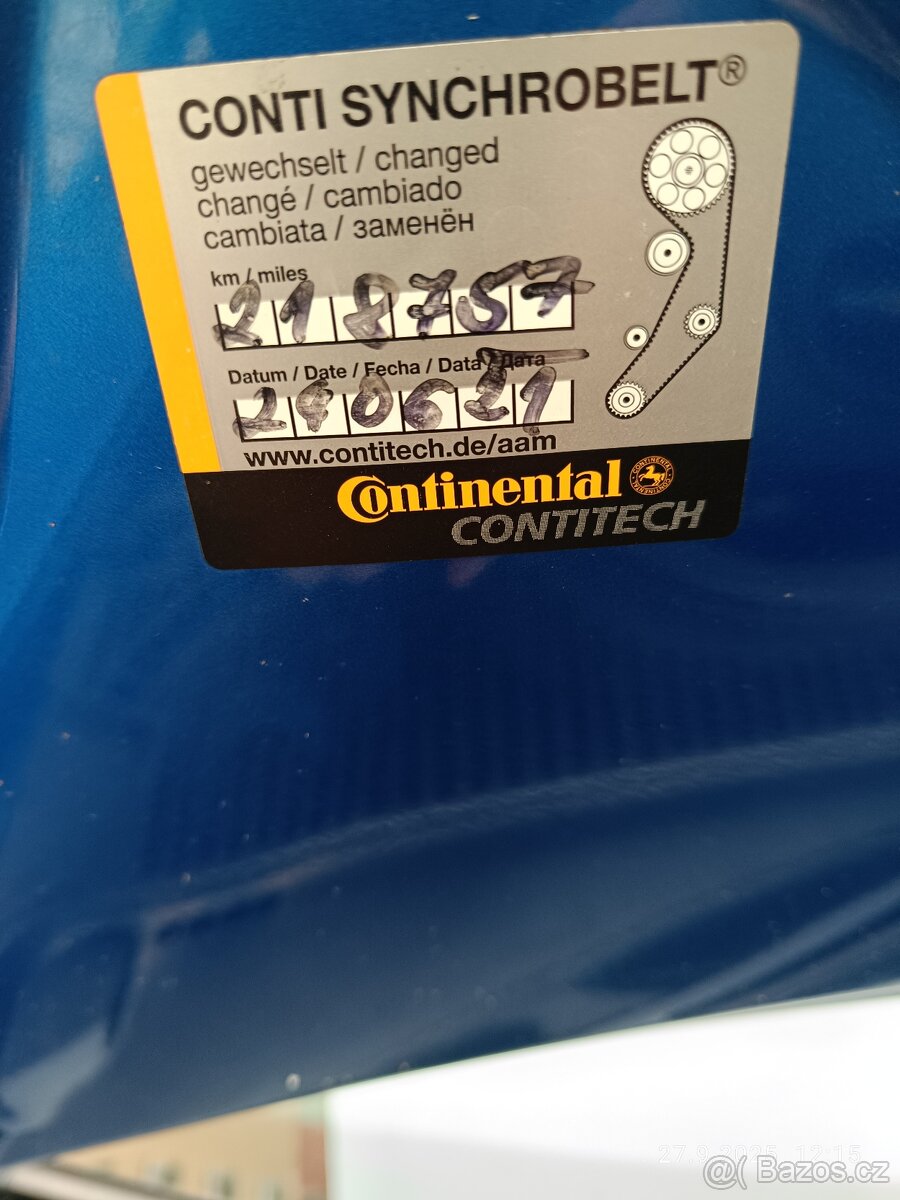 CONTI SYNCHROBELT®
gewechselt / changed
changé / cambiado
cambiata / заменён
km / miles
218757
Datum / Date / Fecha / Data / Дата
www.contitech.de/aam
Continental
CONTITECH
27.9.2025 12:15
@( Bazos.cz